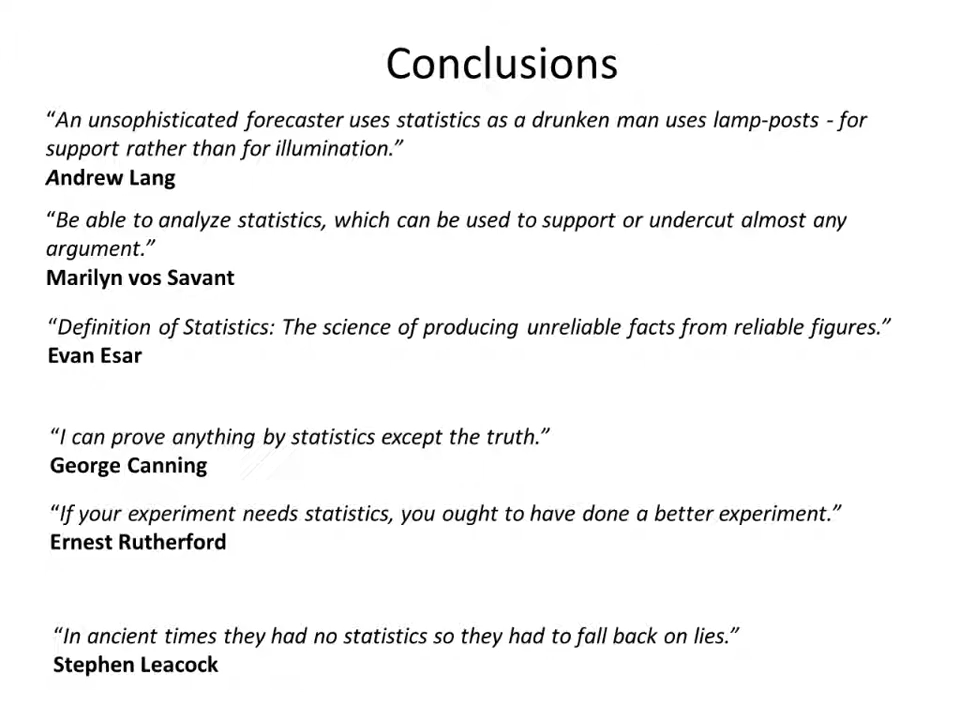 Conclusions
“An unsophisticated forecaster uses statistics as a drunken man uses lamp-posts - for
support rather than for illumination.”
Andrew Lang
“Be able to analyze statistics, which can be used to support or undercut almost any
argument.”
Marilyn vos Savant
“Definition of Statistics: The science of producing unreliable facts from reliable figures.”
Evan Esar
“I can prove anything by statistics except the truth.”
George Canning
“If your experiment needs statistics, you ought to have done a better experiment.”
Ernest Rutherford
“In ancient times they had no statistics so they had to fall back on lies.”
Stephen Leacock